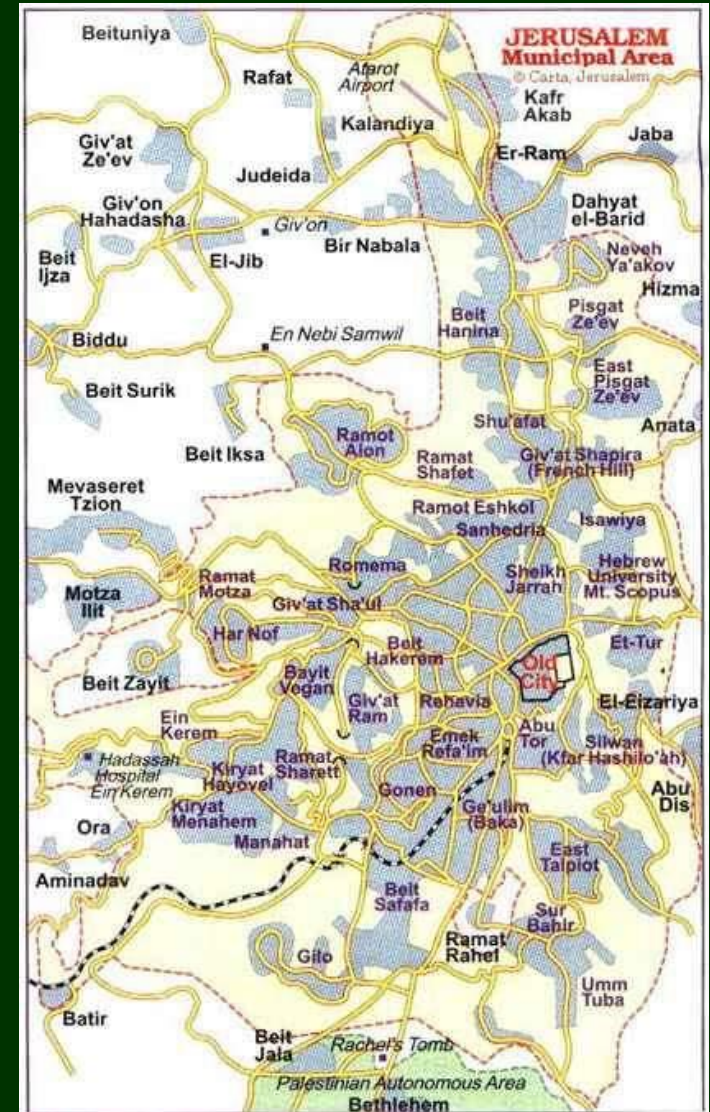 JERUSALEM
Municipal Area
© Carta, Jerusalem
Beituniya
Rafat
Atarot
Airport
Kafr
Akab
Kalandiya
Jaba
Giv'at
Ze'ev
Er-Ram
Judeida
Giv'on
Hahadasha
Dahyat
el-Barid
Giv'on
Bir Nabala
Beit
Ijza
El-Jib
Neveh
Ya'akov
Hizma
Pisgat
Ze'ev
Beit
Hanina
Biddu
En Nebi Samwil
East
Pisgat
Ze'ev
Beit Surik
Shu'afat
Anata
Ramot
Alon
Beit Iksa
Ramat
Shafet
Giv'at Shapira
(French Hill)
Mevaseret
Tzion
Ramot Eshkol
Sanhedria
Isawiya
Romema
Hebrew
University
Mt. Scopus
Sheikh
Jarrah
Ramat
Motza
Motza
Ilit
Giv'at Sha'ul
Har Nof
Beit
Hakerem
Et-Tur
Old
City
Beit Zayit
Bayit
Vegan
Giv'at
Ram
Rehavia
El-Eizariya
Ein
Kerem
Abu
Tor
Emek
Refa'im
Silwan
(Kfar Hashilo'ah)
Hadassah
Hospital
Ein Kerem
Kiryat
Hayovel
Ramat
Sharett
Gonen
Abu
Dis
Kiryat
Menahem
Ge'ulim
(Baka)
Ora
Manahat
East
Talpiot
Aminadav
Beit
Safafa
Sur
Bahir
Ramat
Rahel
Gilo
Umm
Tuba
Batir
Beit
Jala
Rachel's Tomb
Palestinian Autonomous Area
Bethlehem